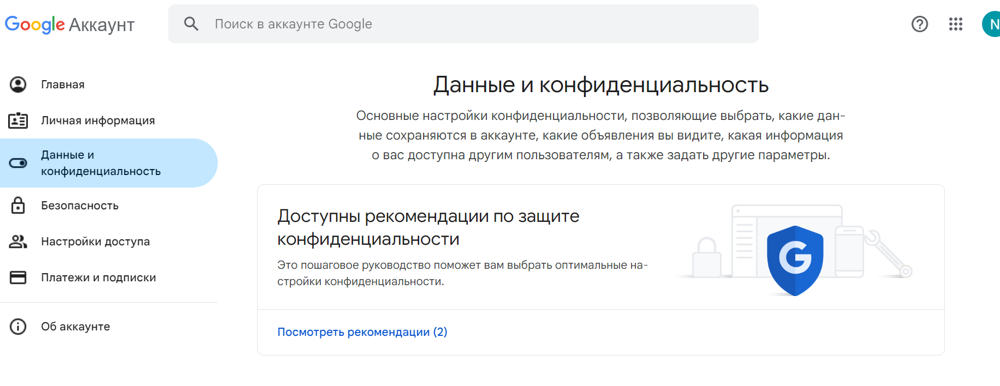 Google Аккаунт
Поиск в аккаунте Google
N
Главная
Личная информация
Данные и
конфиденциальность
Безопасность
Настройки доступа
Платежи и подписки
Об аккаунте
Данные и конфиденциальность
Основные настройки конфиденциальности, позволяющие выбрать, какие дан-
ные сохраняются в аккаунте, какие объявления вы видите, какая информация
о вас доступна другим пользователям, а также задать другие параметры.
Доступны рекомендации по защите
конфиденциальности
Это пошаговое руководство поможет вам выбрать оптимальные на-
стройки конфиденциальности.
G
Посмотреть рекомендации (2)